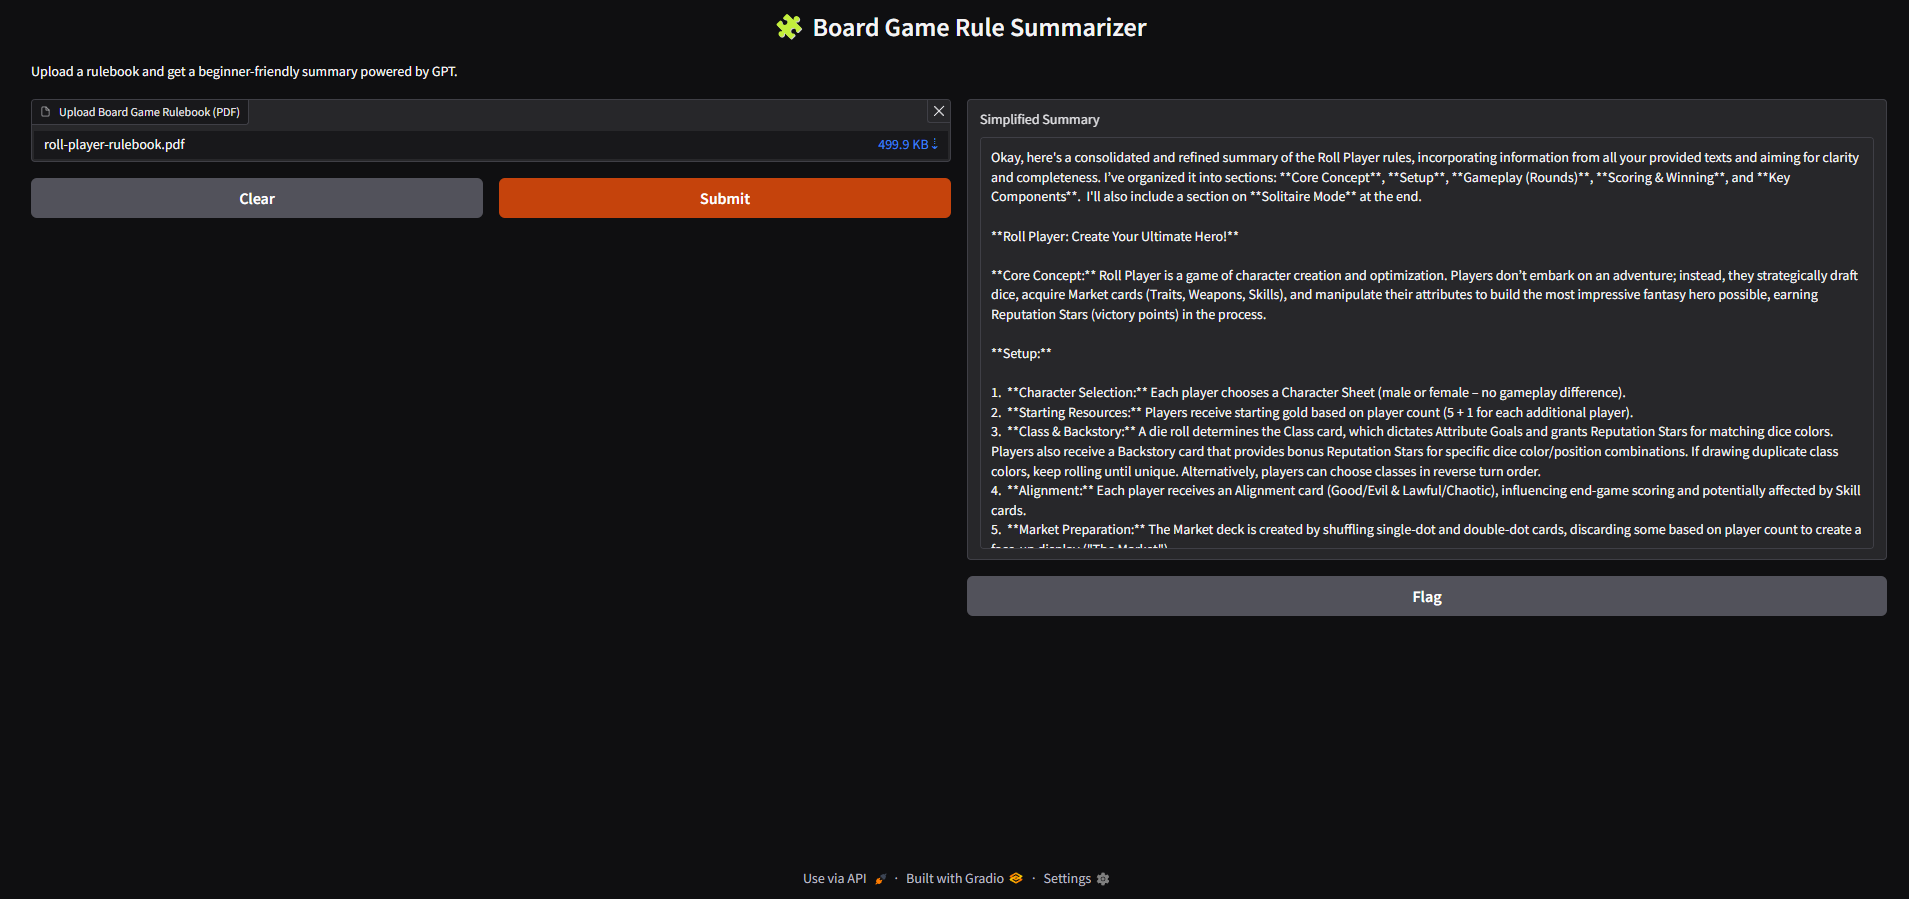 Board Game Rule Summarizer
Upload a rulebook and get a beginner-friendly summary powered by GPT.
Upload Board Game Rulebook (PDF)
roll-player-rulebook.pdf
499.9 KB ⇣
Clear
Submit
Simplified Summary
Okay, here's a consolidated and refined summary of the Roll Player rules, incorporating information from all your provided texts and aiming for clarity
and completeness. I've organized it into sections: **Core Concept**, **Setup**, **Gameplay (Rounds)**, **Scoring & Winning**, and **Key
Components**.  I'll also include a section on **Solitaire Mode** at the end.
**Roll Player: Create Your Ultimate Hero!**
**Core Concept:** Roll Player is a game of character creation and optimization. Players don’t embark on an adventure; instead, they strategically draft
dice, acquire Market cards (Traits, Weapons, Skills), and manipulate their attributes to build the most impressive fantasy hero possible, earning
Reputation Stars (victory points) in the process.
**Setup:**
1.  **Character Selection:** Each player chooses a Character Sheet (male or female – no gameplay difference).
2.  **Starting Resources:** Players receive starting gold based on player count (5 + 1 for each additional player).
3.  **Class & Backstory:** A die roll determines the Class card, which dictates Attribute Goals and grants Reputation Stars for matching dice colors.
Players also receive a Backstory card that provides bonus Reputation Stars for specific dice color/position combinations. If drawing duplicate class
colors, keep rolling until unique. Alternatively, players can choose classes in reverse turn order.
4.  **Alignment:** Each player receives an Alignment card (Good/Evil & Lawful/Chaotic), influencing end-game scoring and potentially affected by Skill
cards.
5.  **Market Preparation:** The Market deck is created by shuffling single-dot and double-dot cards, discarding some based on player count to create a
face-up display ("The Market").
Flag
Use via API · Built with Gradio · Settings